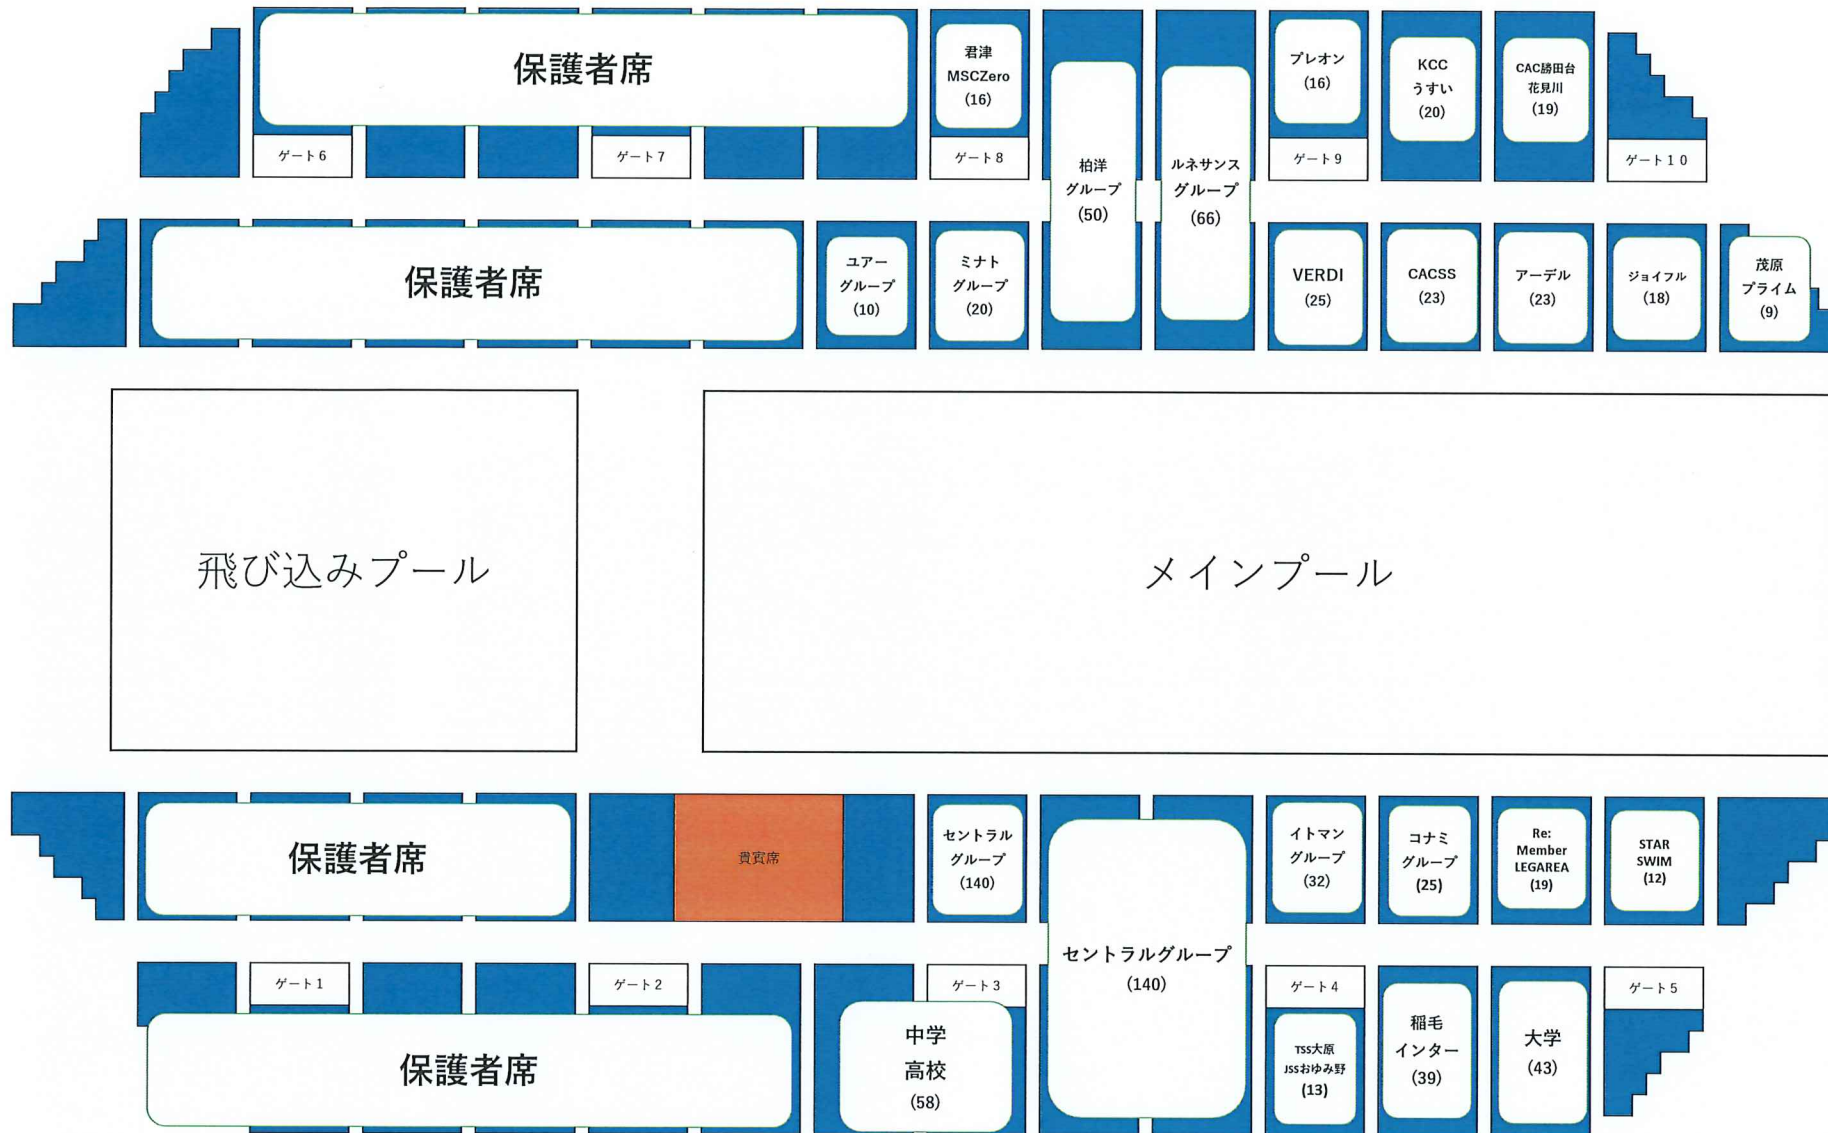 保護者席
君津
MSCZero
(16)
プレオン
(16)
KCC
うすい
(20)
CAC勝田台
花見川
(19)
ゲート6
ゲート7
ゲート8
柏洋
グループ
(50)
ルネサンス
グループ
(66)
ゲート9
ゲート10
保護者席
ユアー
グループ
(10)
ミナト
グループ
(20)
VERDI
(25)
CACSS
(23)
アーデル
(23)
ジョイフル
(18)
茂原
プライム
(9)
飛び込みプール
メインプール
保護者席
貴賓席
セントラル
グループ
(140)
イトマン
グループ
(32)
コナミ
グループ
(25)
Re:
Member
LEGAREA
(19)
STAR
SWIM
(12)
セントラルグループ
(140)
ゲート1
ゲート2
ゲート3
ゲート4
ゲート5
保護者席
中学
高校
(58)
TSS大原
JSSおゆみ野
(13)
稲毛
インター
(39)
大学
(43)